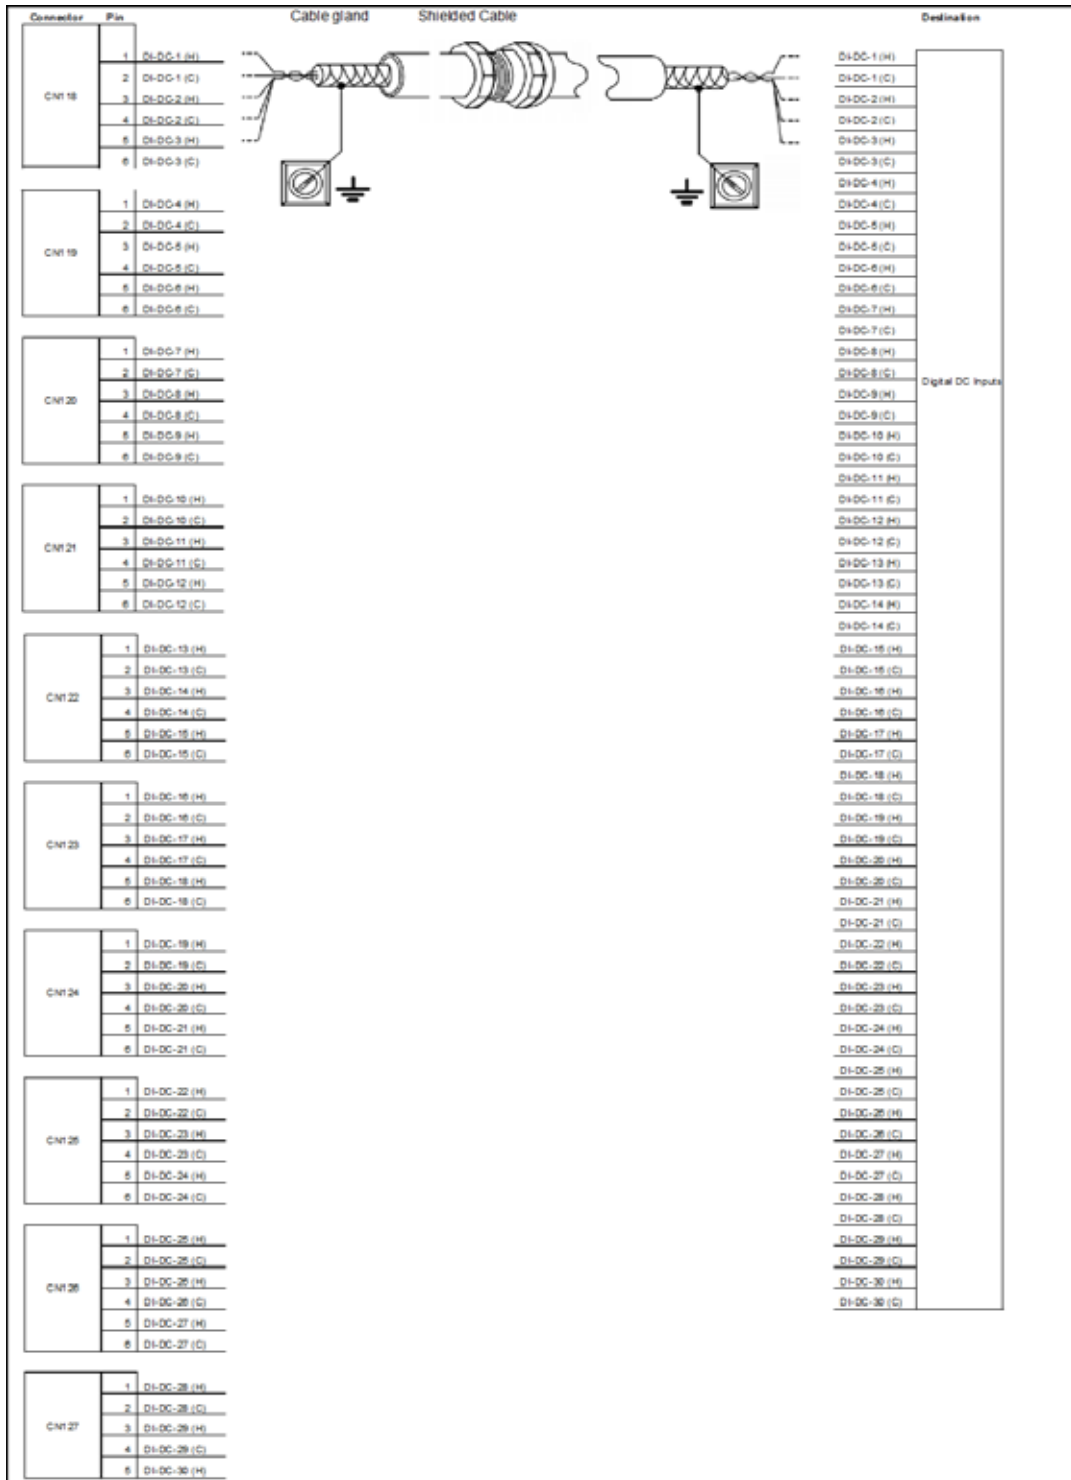 Connector Pin Cable gland Shielded Cable Destination
CN118
1 DI-DC-1 (H)
2 DI-DC-1 (C)
3 DI-DC-2 (H)
4 DI-DC-2 (C)
5 DI-DC-3 (H)
6 DI-DC-3 (C)
CN119
1 DI-DC-4 (H)
2 DI-DC-4 (C)
3 DI-DC-5 (H)
4 DI-DC-5 (C)
5 DI-DC-6 (H)
6 DI-DC-6 (C)
CN120
1 DI-DC-7 (H)
2 DI-DC-7 (C)
3 DI-DC-8 (H)
4 DI-DC-8 (C)
5 DI-DC-9 (H)
6 DI-DC-9 (C)
CN121
1 DI-DC-10 (H)
2 DI-DC-10 (C)
3 DI-DC-11 (H)
4 DI-DC-11 (C)
5 DI-DC-12 (H)
6 DI-DC-12 (C)
CN122
1 DI-DC-13 (H)
2 DI-DC-13 (C)
3 DI-DC-14 (H)
4 DI-DC-14 (C)
5 DI-DC-15 (H)
6 DI-DC-15 (C)
CN123
1 DI-DC-16 (H)
2 DI-DC-16 (C)
3 DI-DC-17 (H)
4 DI-DC-17 (C)
5 DI-DC-18 (H)
6 DI-DC-18 (C)
CN124
1 DI-DC-19 (H)
2 DI-DC-19 (C)
3 DI-DC-20 (H)
4 DI-DC-20 (C)
5 DI-DC-21 (H)
6 DI-DC-21 (C)
CN125
1 DI-DC-22 (H)
2 DI-DC-22 (C)
3 DI-DC-23 (H)
4 DI-DC-23 (C)
5 DI-DC-24 (H)
6 DI-DC-24 (C)
CN126
1 DI-DC-25 (H)
2 DI-DC-25 (C)
3 DI-DC-26 (H)
4 DI-DC-26 (C)
5 DI-DC-27 (H)
6 DI-DC-27 (C)
CN127
1 DI-DC-28 (H)
2 DI-DC-28 (C)
3 DI-DC-29 (H)
4 DI-DC-29 (C)
5 DI-DC-30 (H)
DI-DC-1 (H)
DI-DC-1 (C)
DI-DC-2 (H)
DI-DC-2 (C)
DI-DC-3 (H)
DI-DC-3 (C)
DI-DC-4 (H)
DI-DC-4 (C)
DI-DC-5 (H)
DI-DC-5 (C)
DI-DC-6 (H)
DI-DC-6 (C)
DI-DC-7 (H)
DI-DC-7 (C)
DI-DC-8 (H)
DI-DC-8 (C)
DI-DC-9 (H)
DI-DC-9 (C)
DI-DC-10 (H)
DI-DC-10 (C)
DI-DC-11 (H)
DI-DC-11 (C)
DI-DC-12 (H)
DI-DC-12 (C)
DI-DC-13 (H)
DI-DC-13 (C)
DI-DC-14 (H)
DI-DC-14 (C)
DI-DC-15 (H)
DI-DC-15 (C)
DI-DC-16 (H)
DI-DC-16 (C)
DI-DC-17 (H)
DI-DC-17 (C)
DI-DC-18 (H)
DI-DC-18 (C)
DI-DC-19 (H)
DI-DC-19 (C)
DI-DC-20 (H)
DI-DC-20 (C)
DI-DC-21 (H)
DI-DC-21 (C)
DI-DC-22 (H)
DI-DC-22 (C)
DI-DC-23 (H)
DI-DC-23 (C)
DI-DC-24 (H)
DI-DC-24 (C)
DI-DC-25 (H)
DI-DC-25 (C)
DI-DC-26 (H)
DI-DC-26 (C)
DI-DC-27 (H)
DI-DC-27 (C)
DI-DC-28 (H)
DI-DC-28 (C)
DI-DC-29 (H)
DI-DC-29 (C)
DI-DC-30 (H)
DI-DC-30 (C)
Digital DC Inputs